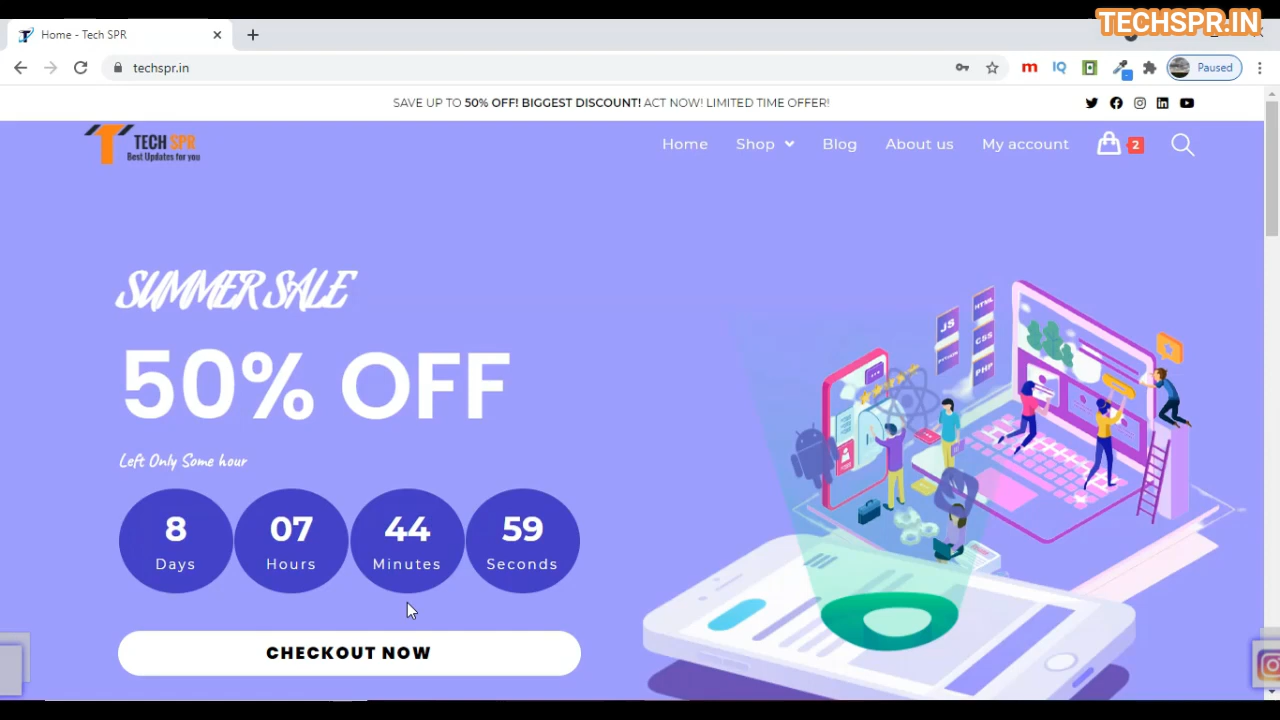 TECHSPR.IN
Home - Tech SPR
techspr.in
m
IQ
Paused
SAVE UP TO 50% OFF! BIGGEST DISCOUNT! ACT NOW! LIMITED TIME OFFER!
TECH SPR
Best Updates for you
Home
Shop
Blog
About us
My account
2
SUMMER SALE
50% OFF
Left Only Some hour
8
07
44
59
Days
Hours
Minutes
Seconds
CHECKOUT NOW
HTML
JS
CSS
PYTHON
PHP